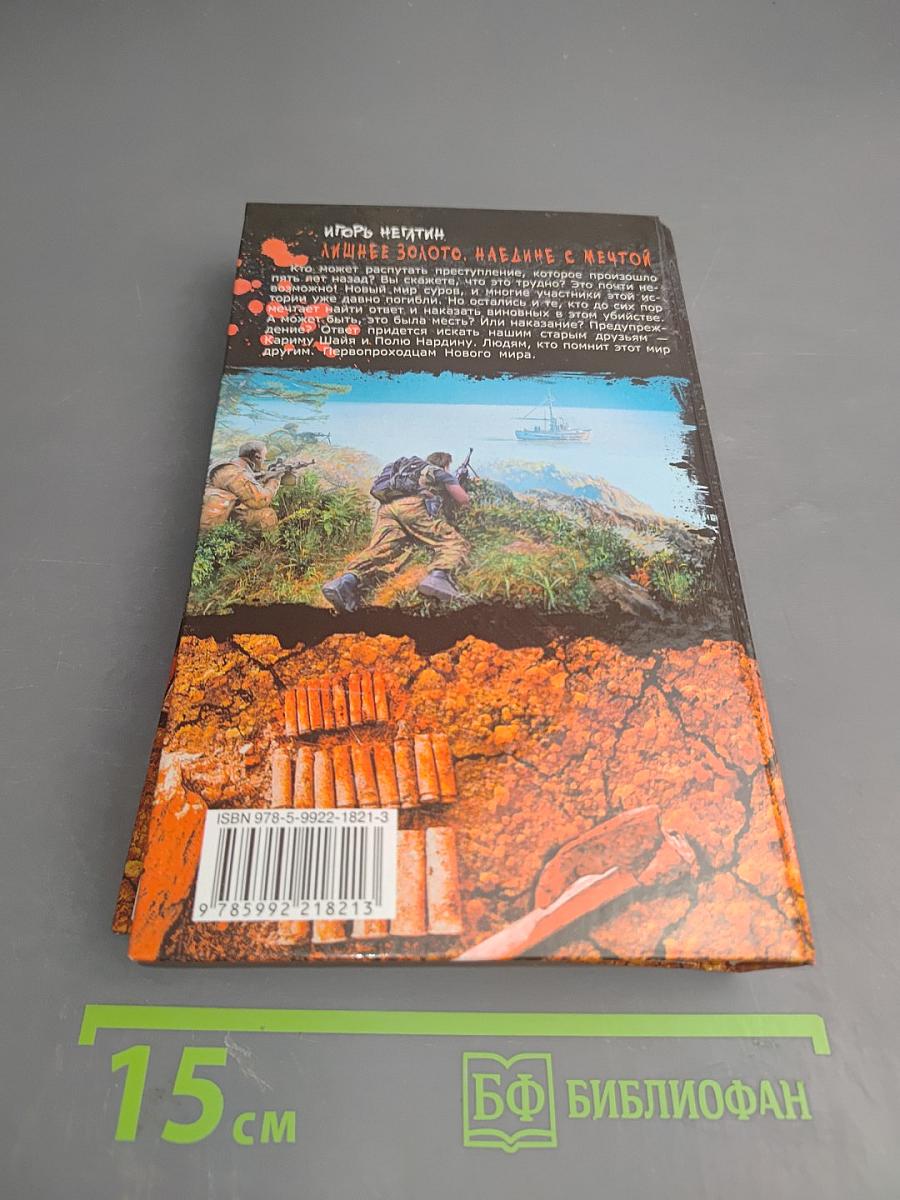 ИГОРЬ НЕГАТИН
ЛИШНЕЕ ЗОЛОТО. НАЕДИНЕ С МЕЧТОЙ
Кто может распутать преступление, которое произошло
пять лет назад? Вы скажете, что это трудно? Это почти не-
возможно! Новый мир суров, и многие участники этой ис-
тории уже давно погибли. Но остались и те, кто до сих пор
мечтает найти ответ и наказать виновных в этом убийстве.
А может быть, это была месть? Или наказание? Предупреж-
дение? Ответ придется искать нашим старым друзьям —
Кариму Шайя и Полю Нардину. Людям, кто помнит этот мир
другим. Первопроходцам Нового мира.
ISBN 978-5-9922-1821-3
9 785992 218213
15 см
БФ БИБЛИОФАН